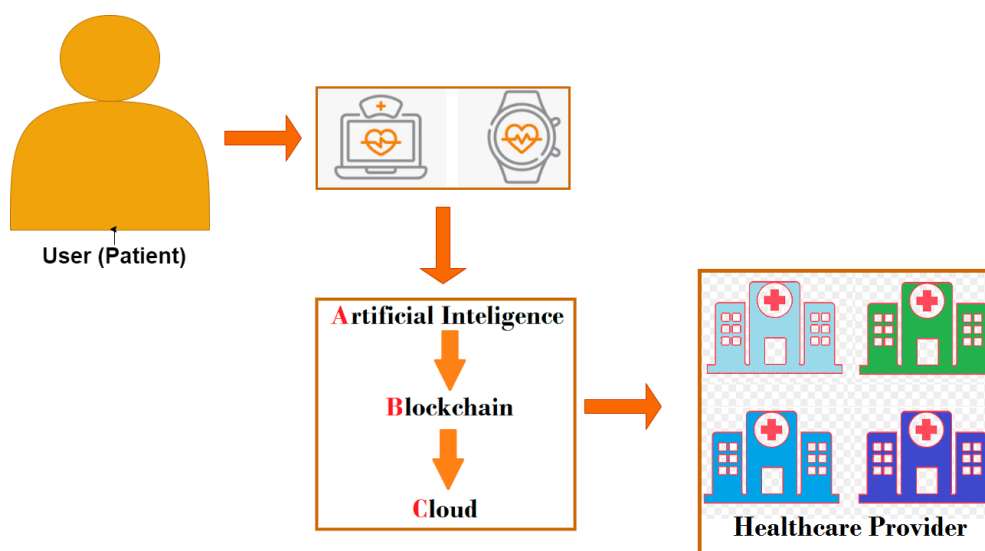 User (Patient)
Artificial Inteligence
Blockchain
Cloud
Healthcare Provider